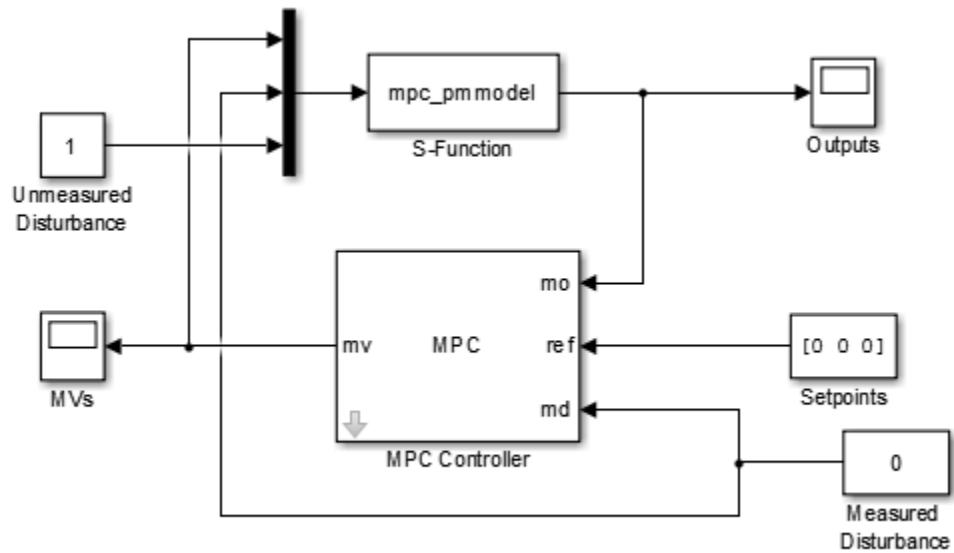 mpc_pmmodel
S-Function
Outputs
1
Unmeasured
Disturbance
mo
mv
MPC
ref
md
MPC Controller
MVs
[0 0 0]
Setpoints
0
Measured
Disturbance